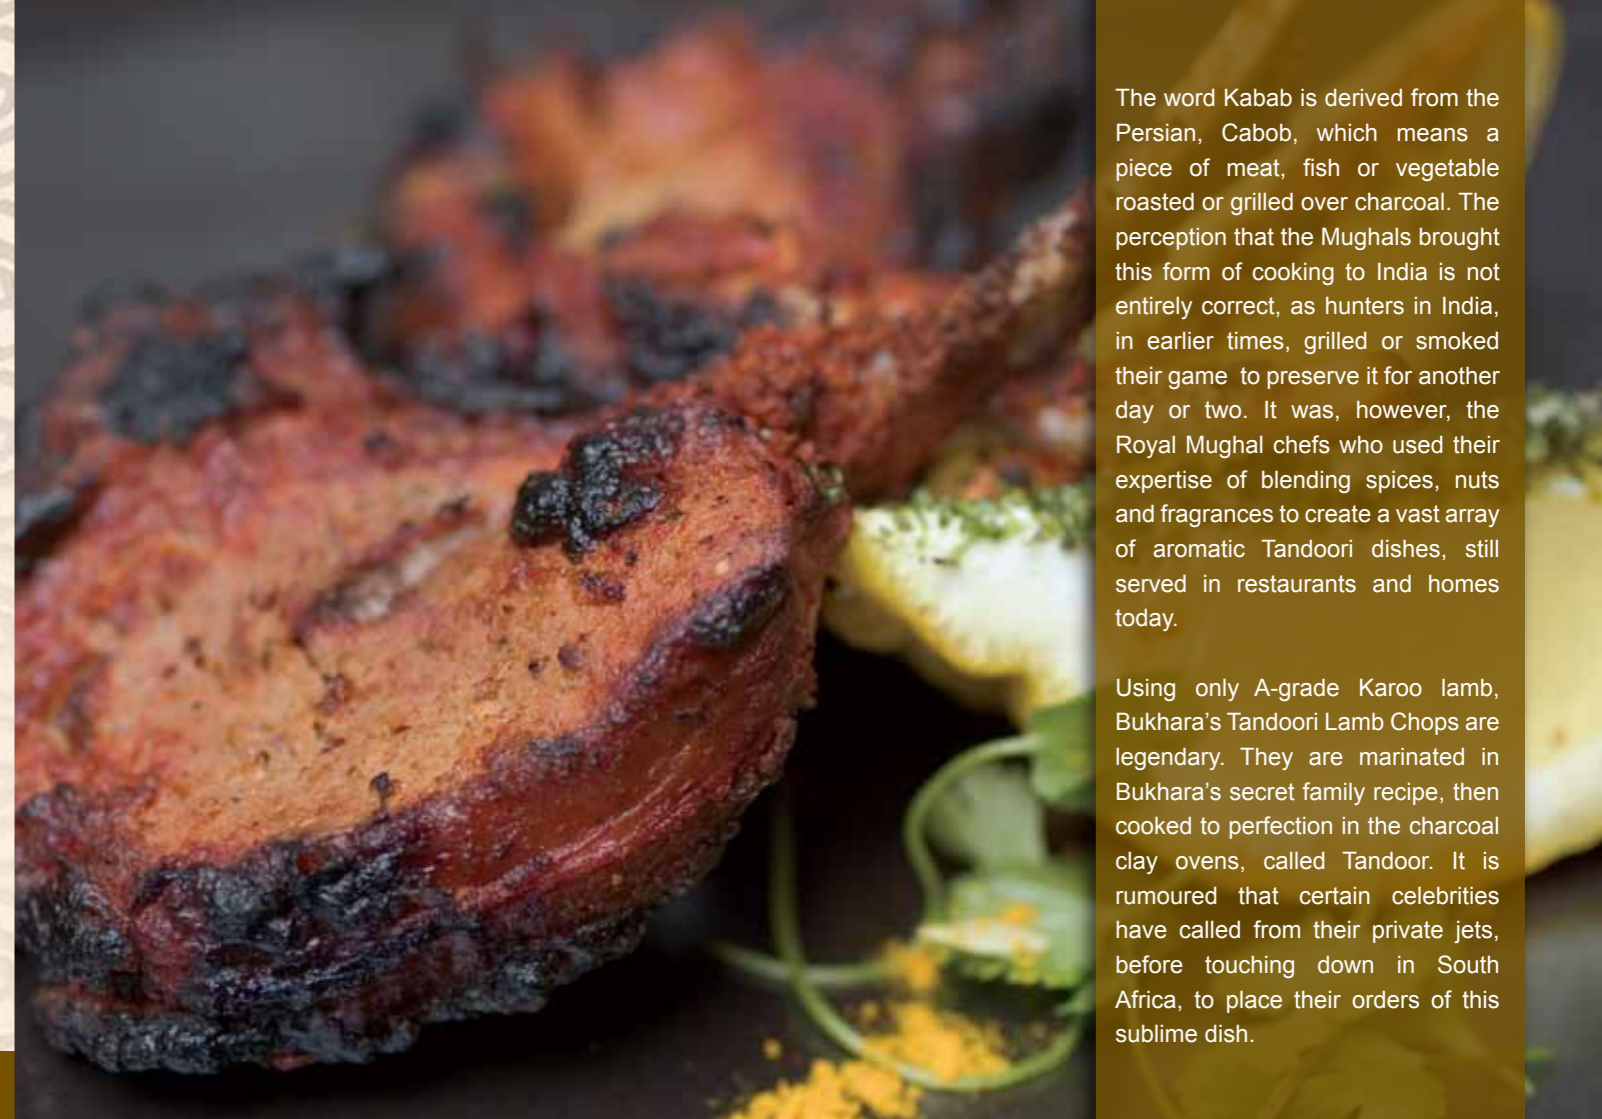 The word Kabab is derived from the
Persian, Cabob, which means a
piece of meat, fish or vegetable
roasted or grilled over charcoal. The
perception that the Mughals brought
this form of cooking to India is not
entirely correct, as hunters in India,
in earlier times, grilled or smoked
their game to preserve it for another
day or two. It was, however, the
Royal Mughal chefs who used their
expertise of blending spices, nuts
and fragrances to create a vast array
of aromatic Tandoori dishes, still
served in restaurants and homes
today.

Using only A-grade Karoo lamb,
Bukhara’s Tandoori Lamb Chops are
legendary. They are marinated in
Bukhara’s secret family recipe, then
cooked to perfection in the charcoal
clay ovens, called Tandoor. It is
rumoured that certain celebrities
have called from their private jets,
before touching down in South
Africa, to place their orders of this
sublime dish.